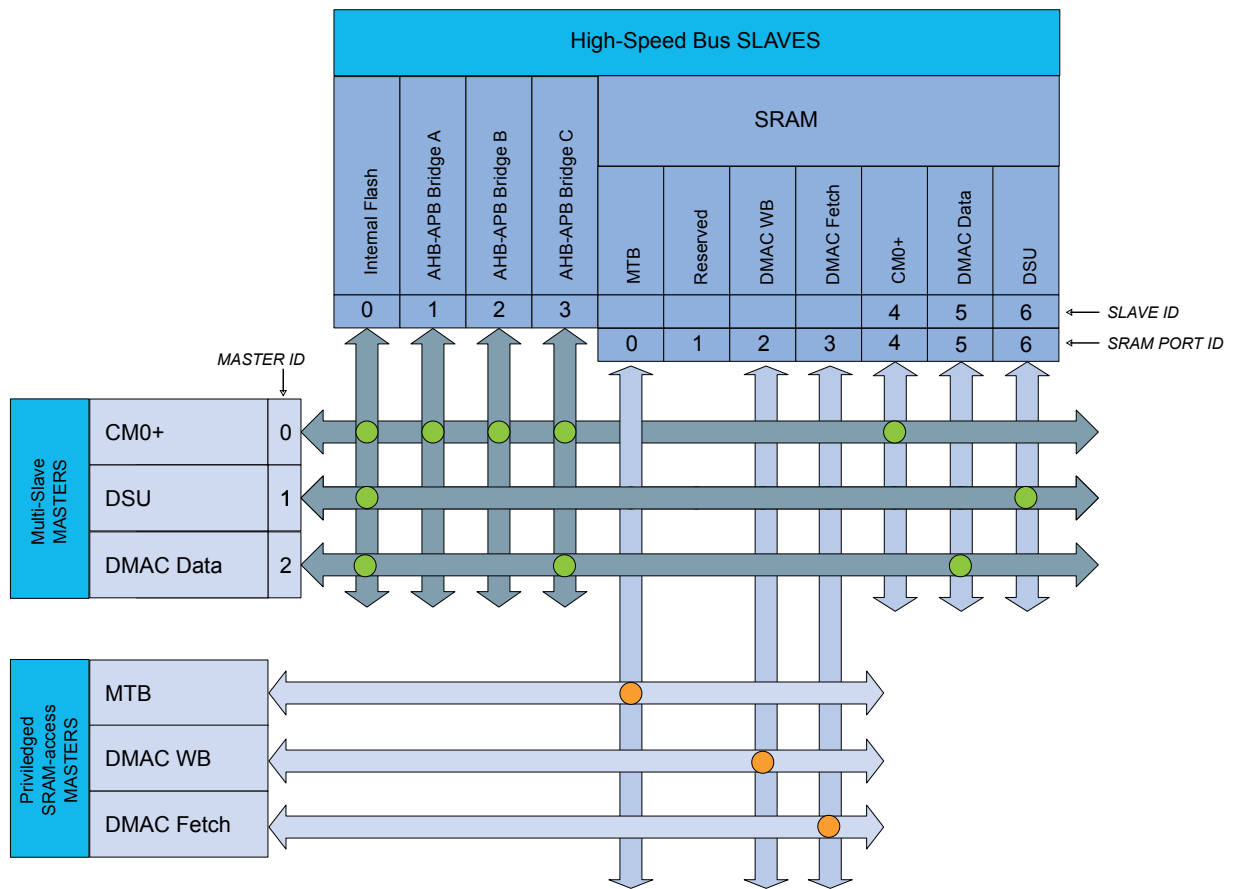 High-Speed Bus SLAVES
SRAM
Internal Flash
AHB-APB Bridge A
AHB-APB Bridge B
AHB-APB Bridge C
MTB
Reserved
DMAC WB
DMAC Fetch
CM0+
DMAC Data
DSU
0 1 2 3 4 5 6 SLAVE ID
0 1 2 3 4 5 6 SRAM PORT ID
MASTER ID
Multi-Slave
MASTERS
CM0+ 0
DSU 1
DMAC Data 2
Priviledged
SRAM-access
MASTERS
MTB
DMAC WB
DMAC Fetch